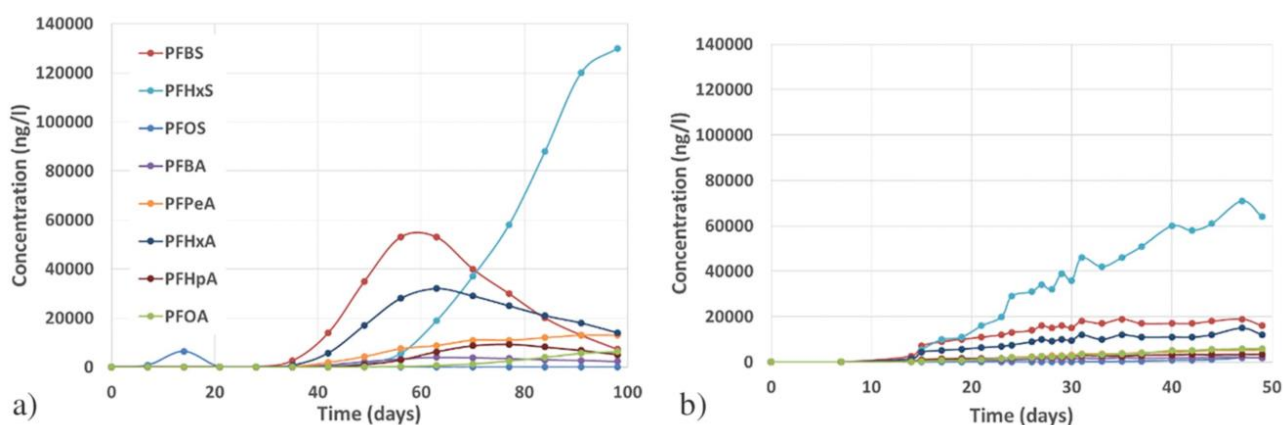 140000
120000
100000
80000
60000
40000
20000
0
Concentration (ng/l)
PFBS
PFHxS
PFOS
PFBA
PFPeA
PFHxA
PFHpA
PFOA
0 20 40 60 80 100
Time (days)
a)
140000
120000
100000
80000
60000
40000
20000
0
Concentration (ng/l)
0 10 20 30 40 50
Time (days)
b)